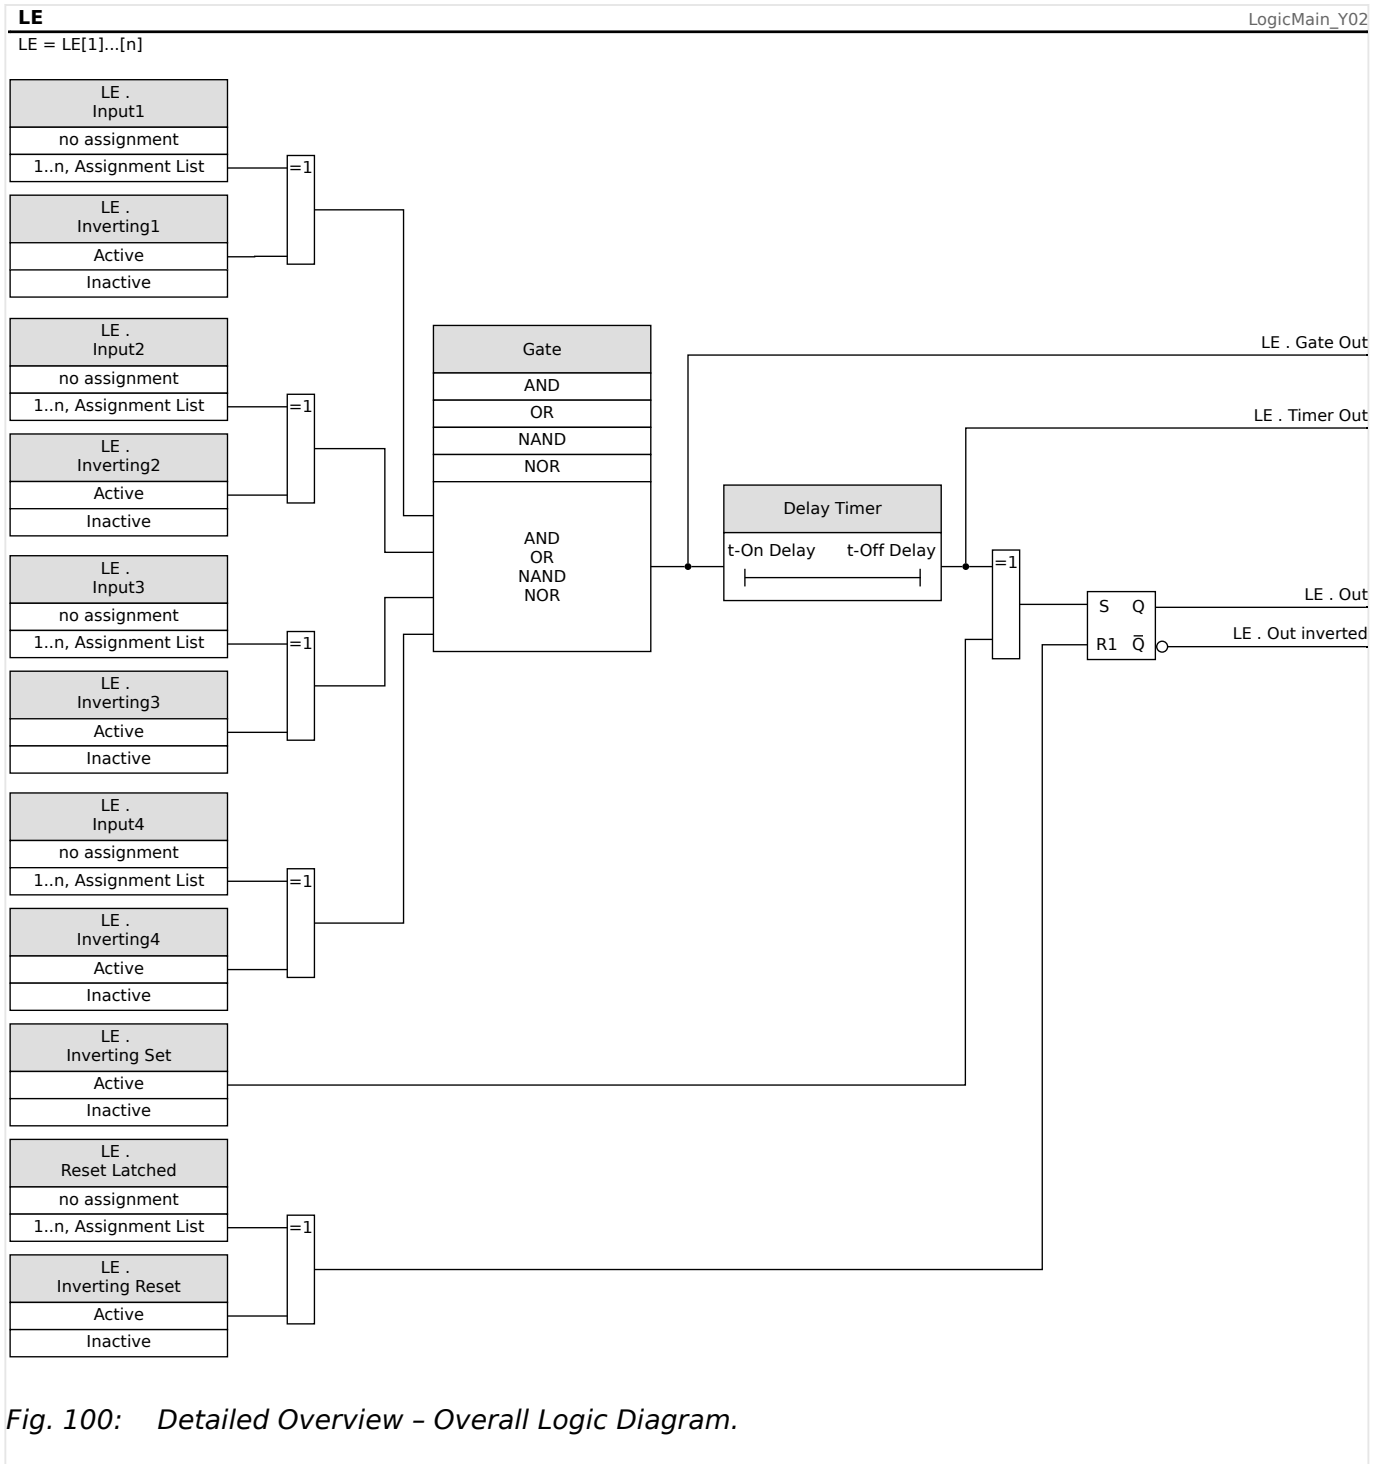 LE
LogicMain_Y02
LE = LE[1]...[n]
LE .
Input1
no assignment
1..n, Assignment List
=1
LE .
Inverting1
Active
Inactive
LE .
Input2
no assignment
1..n, Assignment List
=1
LE .
Inverting2
Active
Inactive
LE .
Input3
no assignment
1..n, Assignment List
=1
LE .
Inverting3
Active
Inactive
LE .
Input4
no assignment
1..n, Assignment List
=1
LE .
Inverting4
Active
Inactive
LE .
Inverting Set
Active
Inactive
LE .
Reset Latched
no assignment
1..n, Assignment List
=1
LE .
Inverting Reset
Active
Inactive
Gate
AND
OR
NAND
NOR
AND
OR
NAND
NOR
Delay Timer
t-On Delay t-Off Delay
=1
S Q
R1 Q̅
LE . Gate Out
LE . Timer Out
LE . Out
LE . Out inverted
Fig. 100: Detailed Overview – Overall Logic Diagram.